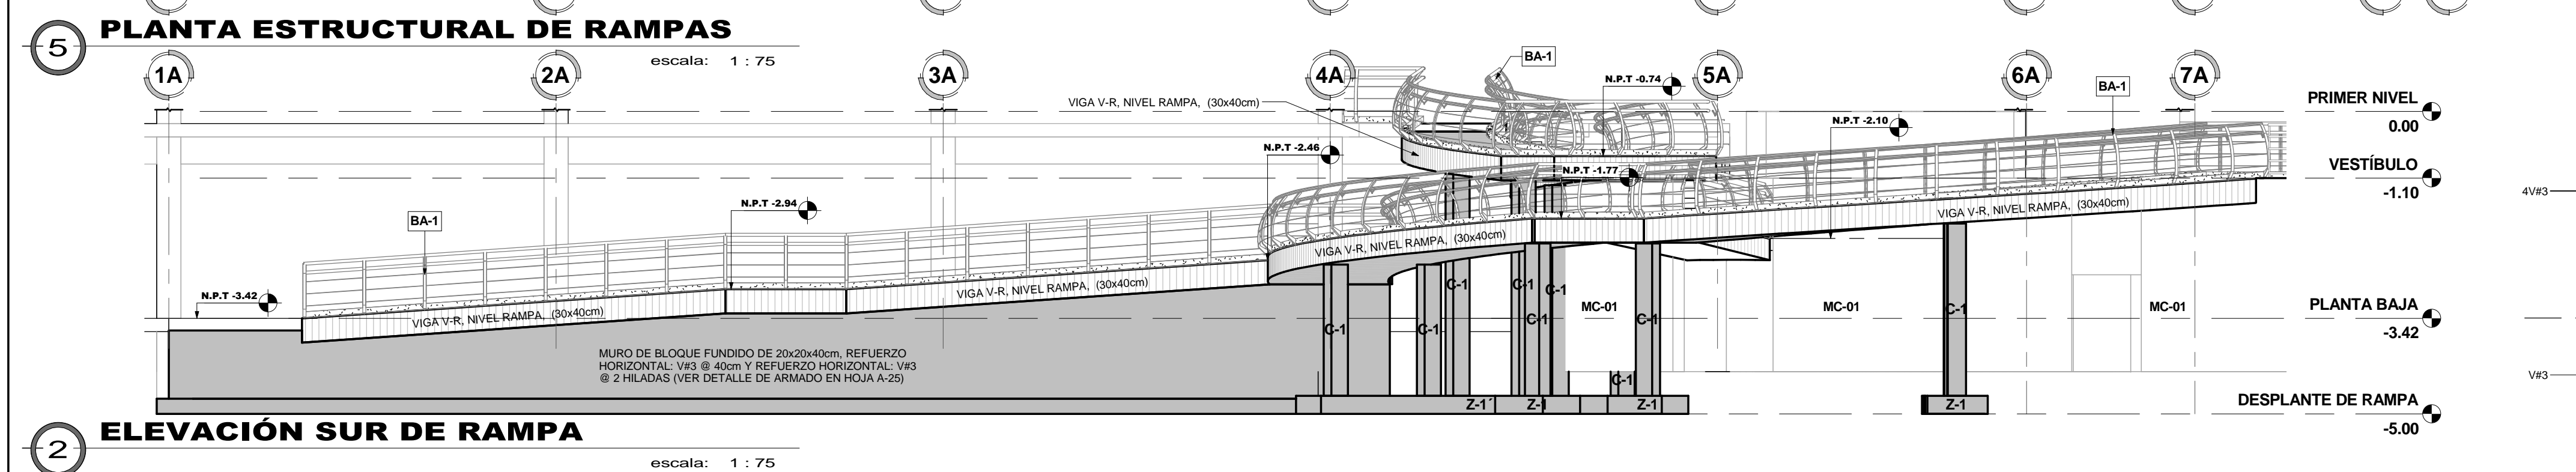 5 PLANTA ESTRUCTURAL DE RAMPAS
escala: 1 : 75
1A 2A 3A 4A 5A 6A 7A
BA-1
N.P.T -0.74
BA-1
VIGA V-R, NIVEL RAMPA, (30x40cm)
PRIMER NIVEL
0.00
N.P.T -2.10
N.P.T -2.46
VESTÍBULO
-1.10
N.P.T -1.77
4V#3
N.P.T -2.94
BA-1
VIGA V-R, NIVEL RAMPA, (30x40cm)
VIGA V-R, NIVEL RAMPA, (30x40cm)
N.P.T -3.42
VIGA V-R, NIVEL RAMPA, (30x40cm)
VIGA V-R, NIVEL RAMPA, (30x40cm)
C-1 C-1 C-1
MC-01 MC-01 MC-01
PLANTA BAJA
-3.42
C-1 C-1 C-1 C-1 C-1
MURO DE BLOQUE FUNDIDO DE 20x20x40cm, REFUERZO
HORIZONTAL: V#3 @ 40cm Y REFUERZO HORIZONTAL: V#3
@ 2 HILADAS (VER DETALLE DE ARMADO EN HOJA A-25)
C-1
V#3
Z-1´ Z-1 Z-1 Z-1
DESPLANTE DE RAMPA
-5.00
2 ELEVACIÓN SUR DE RAMPA
escala: 1 : 75